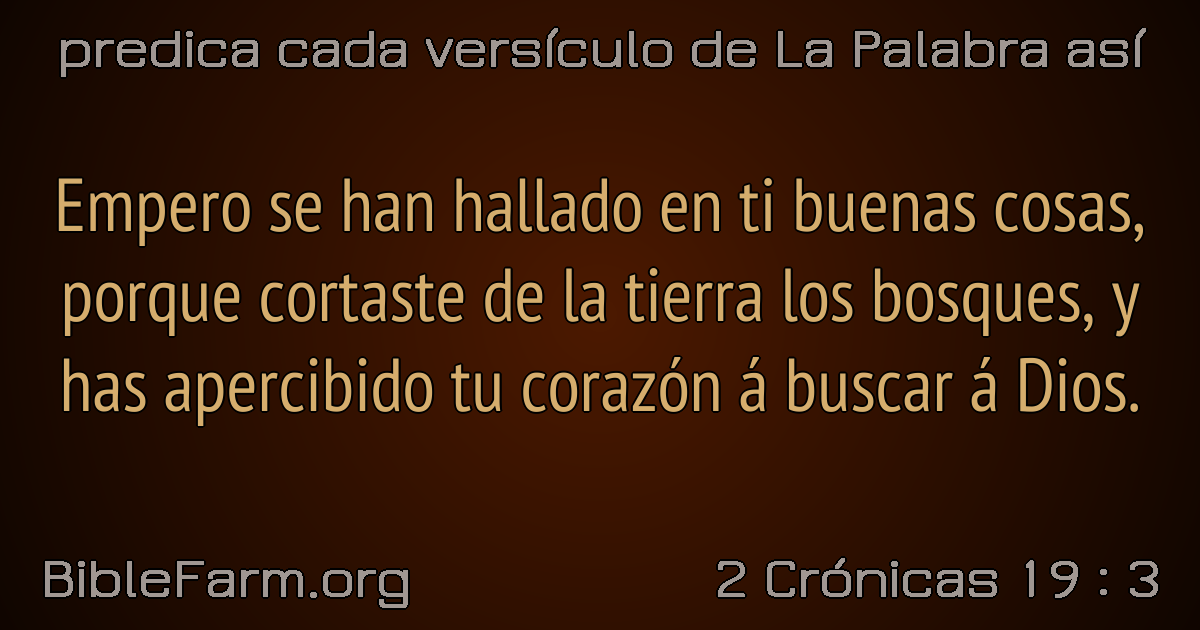 predica cada versículo de La Palabra así
Empero se han hallado en ti buenas cosas,
porque cortaste de la tierra los bosques, y
has apercibido tu corazón á buscar á Dios.
BibleFarm.org
2 Crónicas 19 : 3